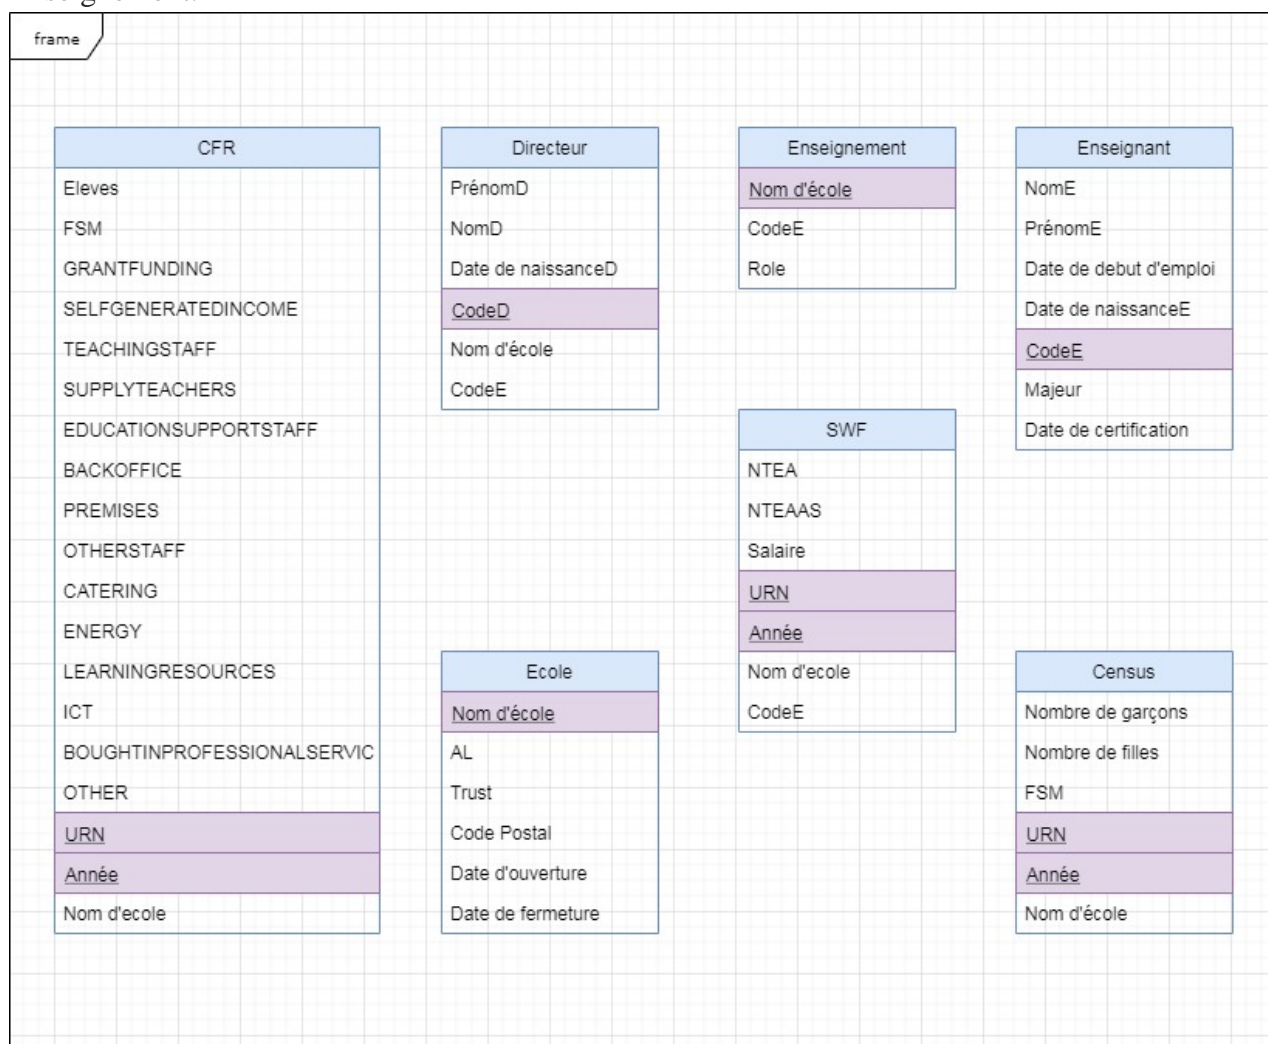 frame
CFR
Eleves
FSM
GRANTFUNDING
SELFGENERATEDINCOME
TEACHINGSTAFF
SUPPLYTEACHERS
EDUCATIONSUPPORTSTAFF
BACKOFFICE
PREMISES
OTHERSTAFF
CATERING
ENERGY
LEARNINGRESOURCES
ICT
BOUGHTINPROFESSIONALSERVIC
OTHER
URN
Année
Nom d'ecole
Directeur
PrénomD
NomD
Date de naissanceD
CodeD
Nom d'école
CodeE
Ecole
Nom d'école
AL
Trust
Code Postal
Date d'ouverture
Date de fermeture
Enseignement
Nom d'école
CodeE
Role
SWF
NTEA
NTEAAS
Salaire
URN
Année
Nom d'ecole
CodeE
Enseignant
NomE
PrénomE
Date de debut d'emploi
Date de naissanceE
CodeE
Majeur
Date de certification
Census
Nombre de garçons
Nombre de filles
FSM
URN
Année
Nom d'école